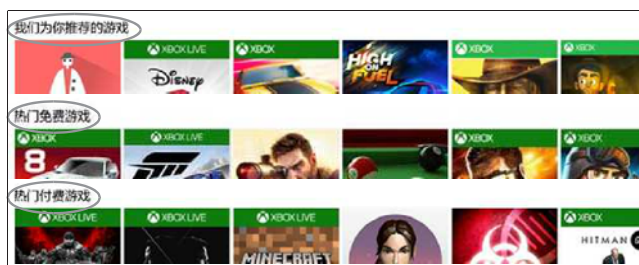 我们为你推荐的游戏
XBOX LIVE
XBOX
HIGH ON FUEL
XBOX
XBOX
Disney
热门免费游戏
XBOX
XBOX LIVE
XBOX
XBOX
8
热门付费游戏
XBOX LIVE
XBOX LIVE
XBOX LIVE
XBOX
MINECRAFT
HITMAN GO